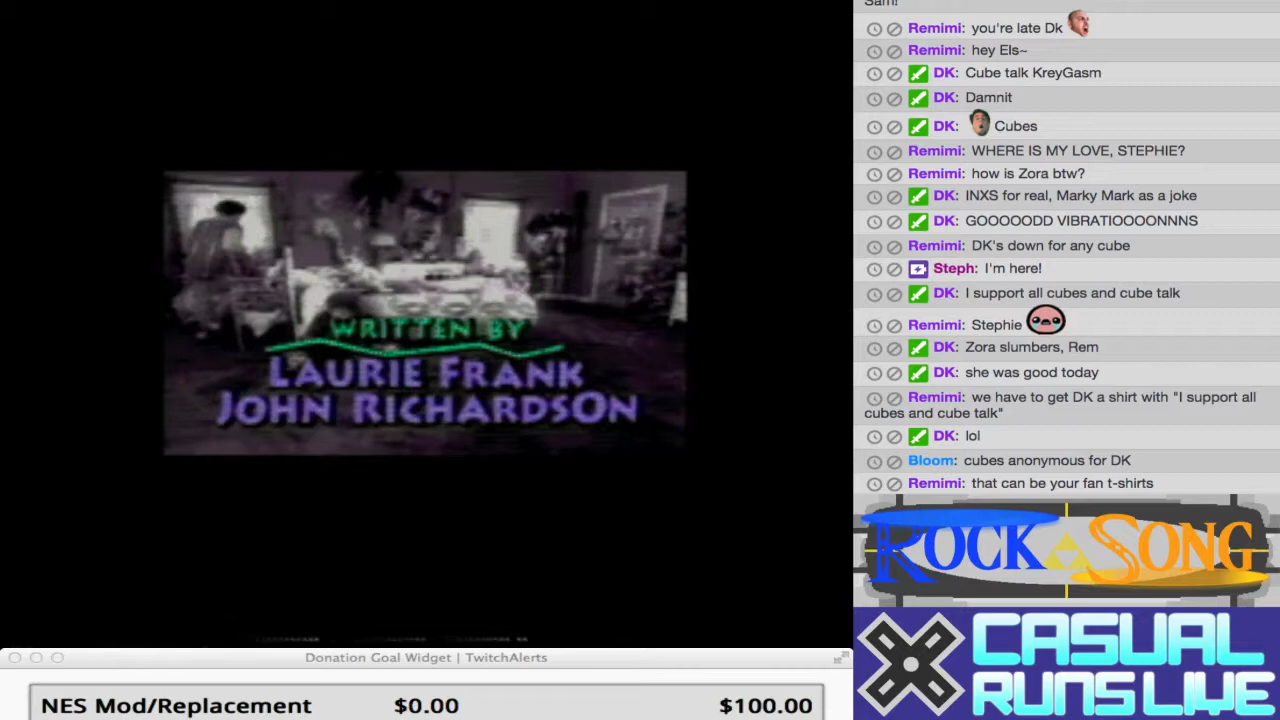 Sam!
Remimi: you're late Dk
Remimi: hey Els~
DK: Cube talk KreyGasm
DK: Damnit
DK: Cubes
Remimi: WHERE IS MY LOVE, STEPHIE?
Remimi: how is Zora btw?
DK: INXS for real, Marky Mark as a joke
DK: GOOOOODD VIBRATIOOOONNNS
Remimi: DK's down for any cube
Steph: I'm here!
DK: I support all cubes and cube talk
Remimi: Stephie
DK: Zora slumbers, Rem
DK: she was good today
Remimi: we have to get DK a shirt with "I support all
cubes and cube talk"
DK: lol
Bloom: cubes anonymous for DK
Remimi: that can be your fan t-shirts
WRITTEN BY
LAURIE FRANK
JOHN RICHARDSON
ROCK SONG
CASUAL
RUNS LIVE
Donation Goal Widget | TwitchAlerts
NES Mod/Replacement $0.00 $100.00